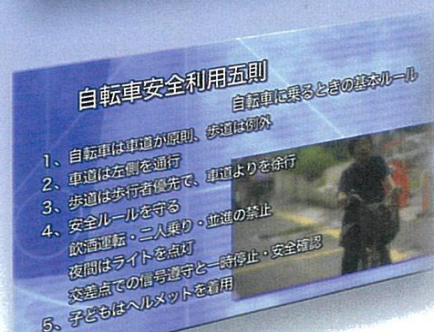 自転車安全利用五則
自転車に乗るときの基本ルール
1、自転車は車道が原則、歩道は例外
2、車道は左側を通行
3、歩道は歩行者優先で、車道よりを徐行
4、安全ルールを守る
飲酒運転・二人乗り・並進の禁止
夜間はライトを点灯
交差点での信号遵守と一時停止・安全確認
5、子どもはヘルメットを着用